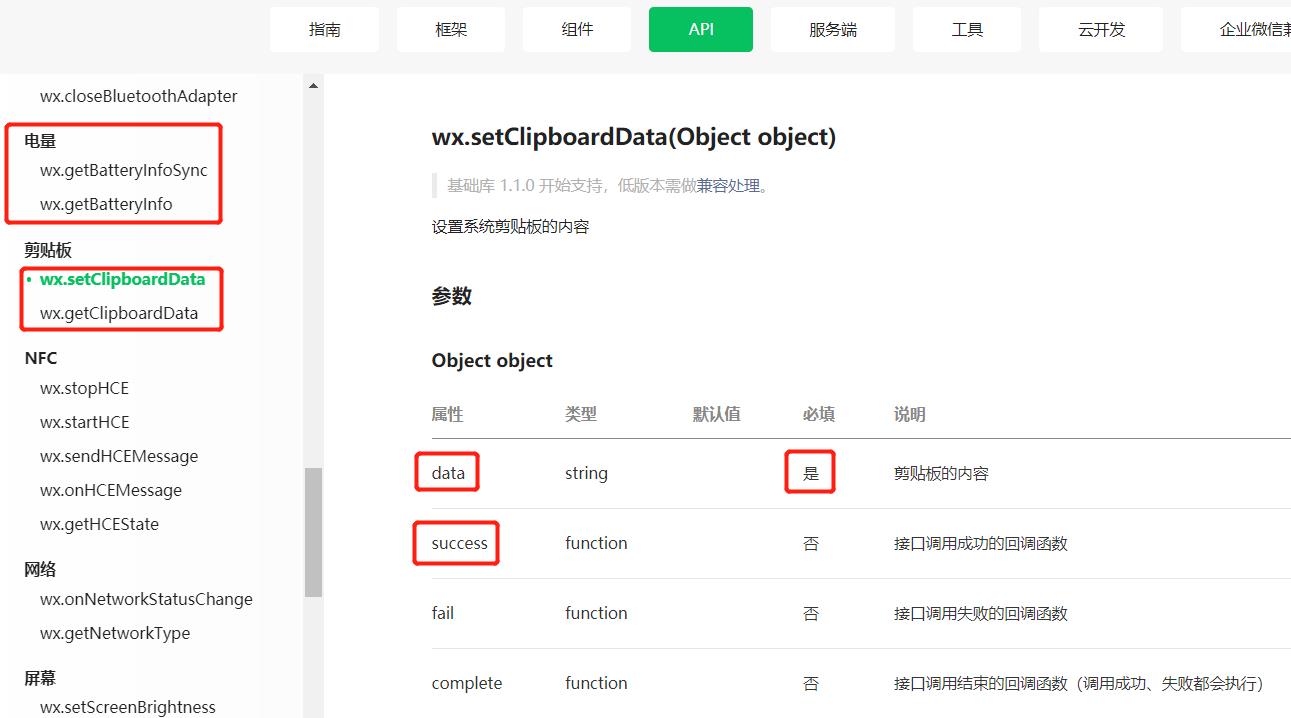 指南 框架 组件 API 服务端 工具 云开发 企业微信兼
wx.closeBluetoothAdapter
电量
wx.getBatteryInfoSync
wx.getBatteryInfo
剪贴板
• wx.setClipboardData
wx.getClipboardData
NFC
wx.stopHCE
wx.startHCE
wx.sendHCEMessage
wx.onHCEMessage
wx.getHCEState
网络
wx.onNetworkStatusChange
wx.getNetworkType
屏幕
wx.setScreenBrightness
wx.setClipboardData(Object object)
基础库 1.1.0 开始支持，低版本需做兼容处理。
设置系统剪贴板的内容
参数
Object object
属性 类型 默认值 必填 说明
data string 是 剪贴板的内容
success function 否 接口调用成功的回调函数
fail function 否 接口调用失败的回调函数
complete function 否 接口调用结束的回调函数（调用成功、失败都会执行）